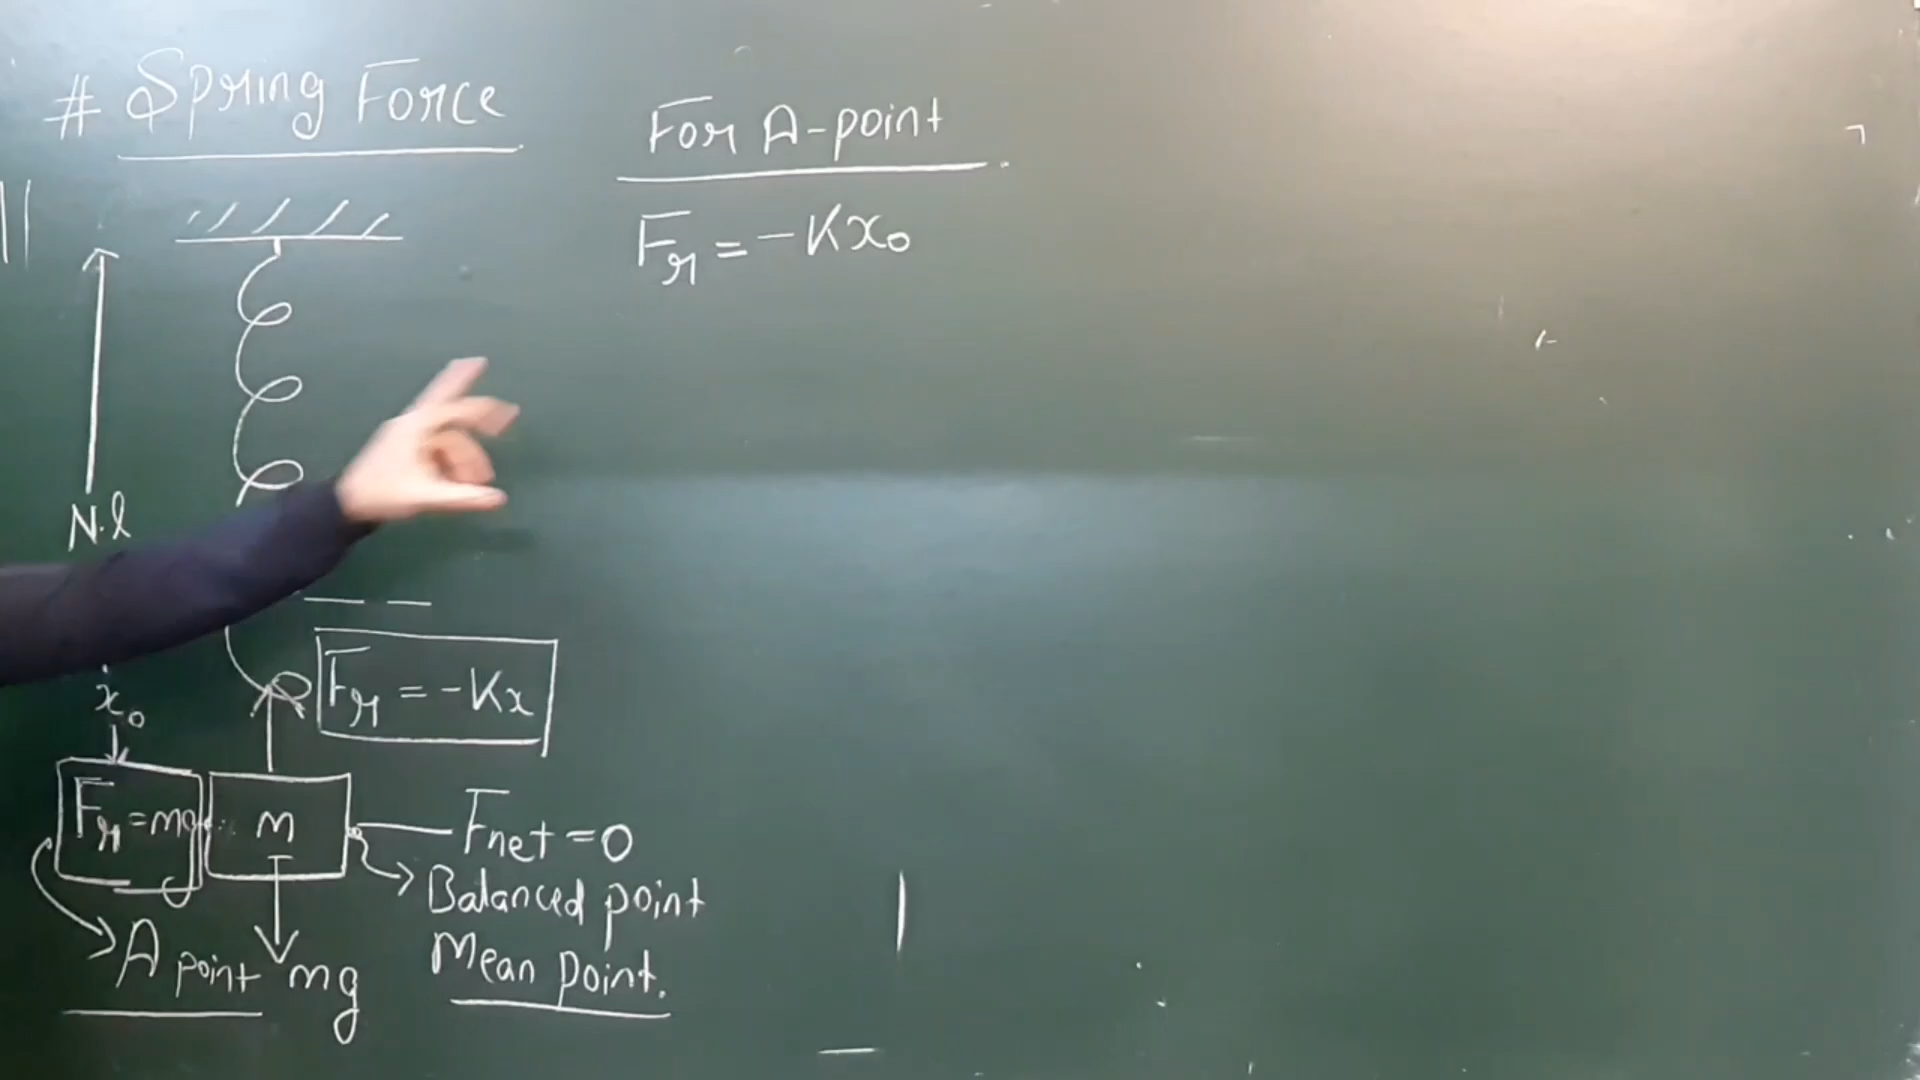 # Spring Force
For A-point
Fr = -Kx₀
N.l
x₀
Fr = -Kx
Fr = mg
m
Fnet = 0
Balanced point
Mean point.
A point
mg